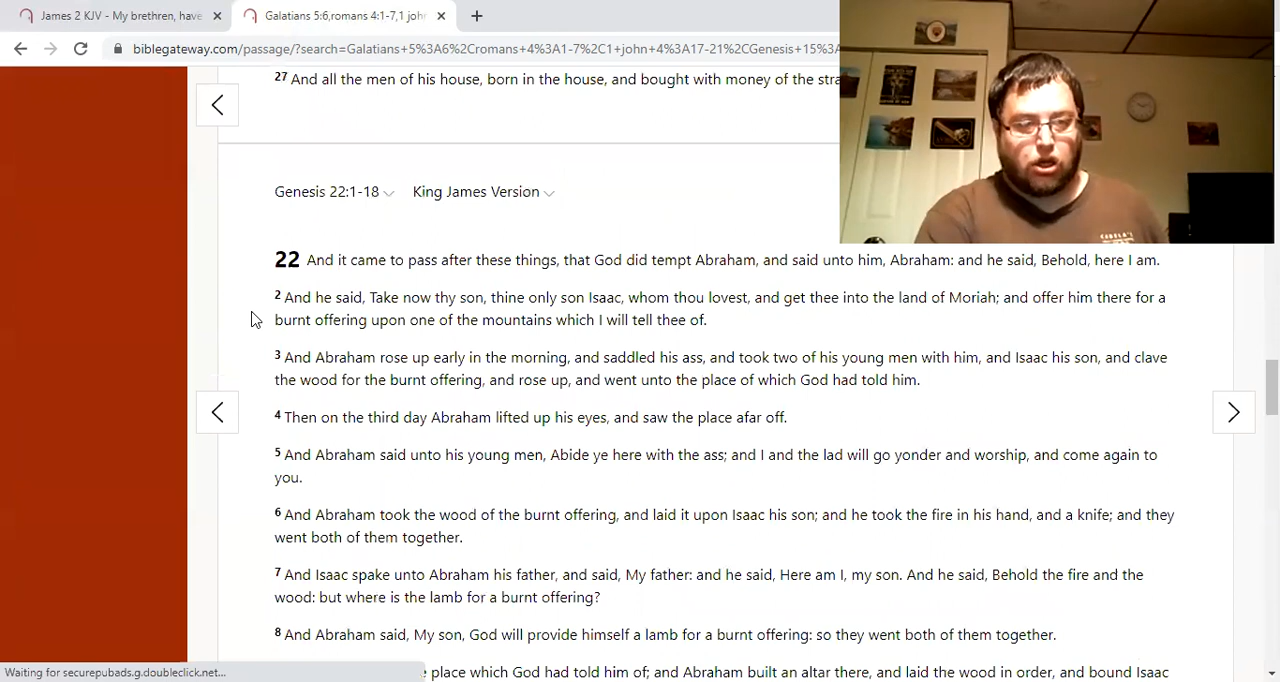 James 2 KJV - My brethren, have
Galatians 5:6,romans 4:1-7,1 joh
biblegateway.com/passage/?search=Galatians+5%3A6%2Cromans+4%3A1-7%2C1+john+4%3A17-21%2CGenesis+15%3A
27 And all the men of his house, born in the house, and bought with money of the stra
Genesis 22:1-18 King James Version
22 And it came to pass after these things, that God did tempt Abraham, and said unto him, Abraham: and he said, Behold, here I am.
2 And he said, Take now thy son, thine only son Isaac, whom thou lovest, and get thee into the land of Moriah; and offer him there for a
burnt offering upon one of the mountains which I will tell thee of.
3 And Abraham rose up early in the morning, and saddled his ass, and took two of his young men with him, and Isaac his son, and clave
the wood for the burnt offering, and rose up, and went unto the place of which God had told him.
4 Then on the third day Abraham lifted up his eyes, and saw the place afar off.
5 And Abraham said unto his young men, Abide ye here with the ass; and I and the lad will go yonder and worship, and come again to
you.
6 And Abraham took the wood of the burnt offering, and laid it upon Isaac his son; and he took the fire in his hand, and a knife; and they
went both of them together.
7 And Isaac spake unto Abraham his father, and said, My father: and he said, Here am I, my son. And he said, Behold the fire and the
wood: but where is the lamb for a burnt offering?
8 And Abraham said, My son, God will provide himself a lamb for a burnt offering: so they went both of them together.
place which God had told him of; and Abraham built an altar there, and laid the wood in order, and bound Isaac
Waiting for securepubads.g.doubleclick.net...